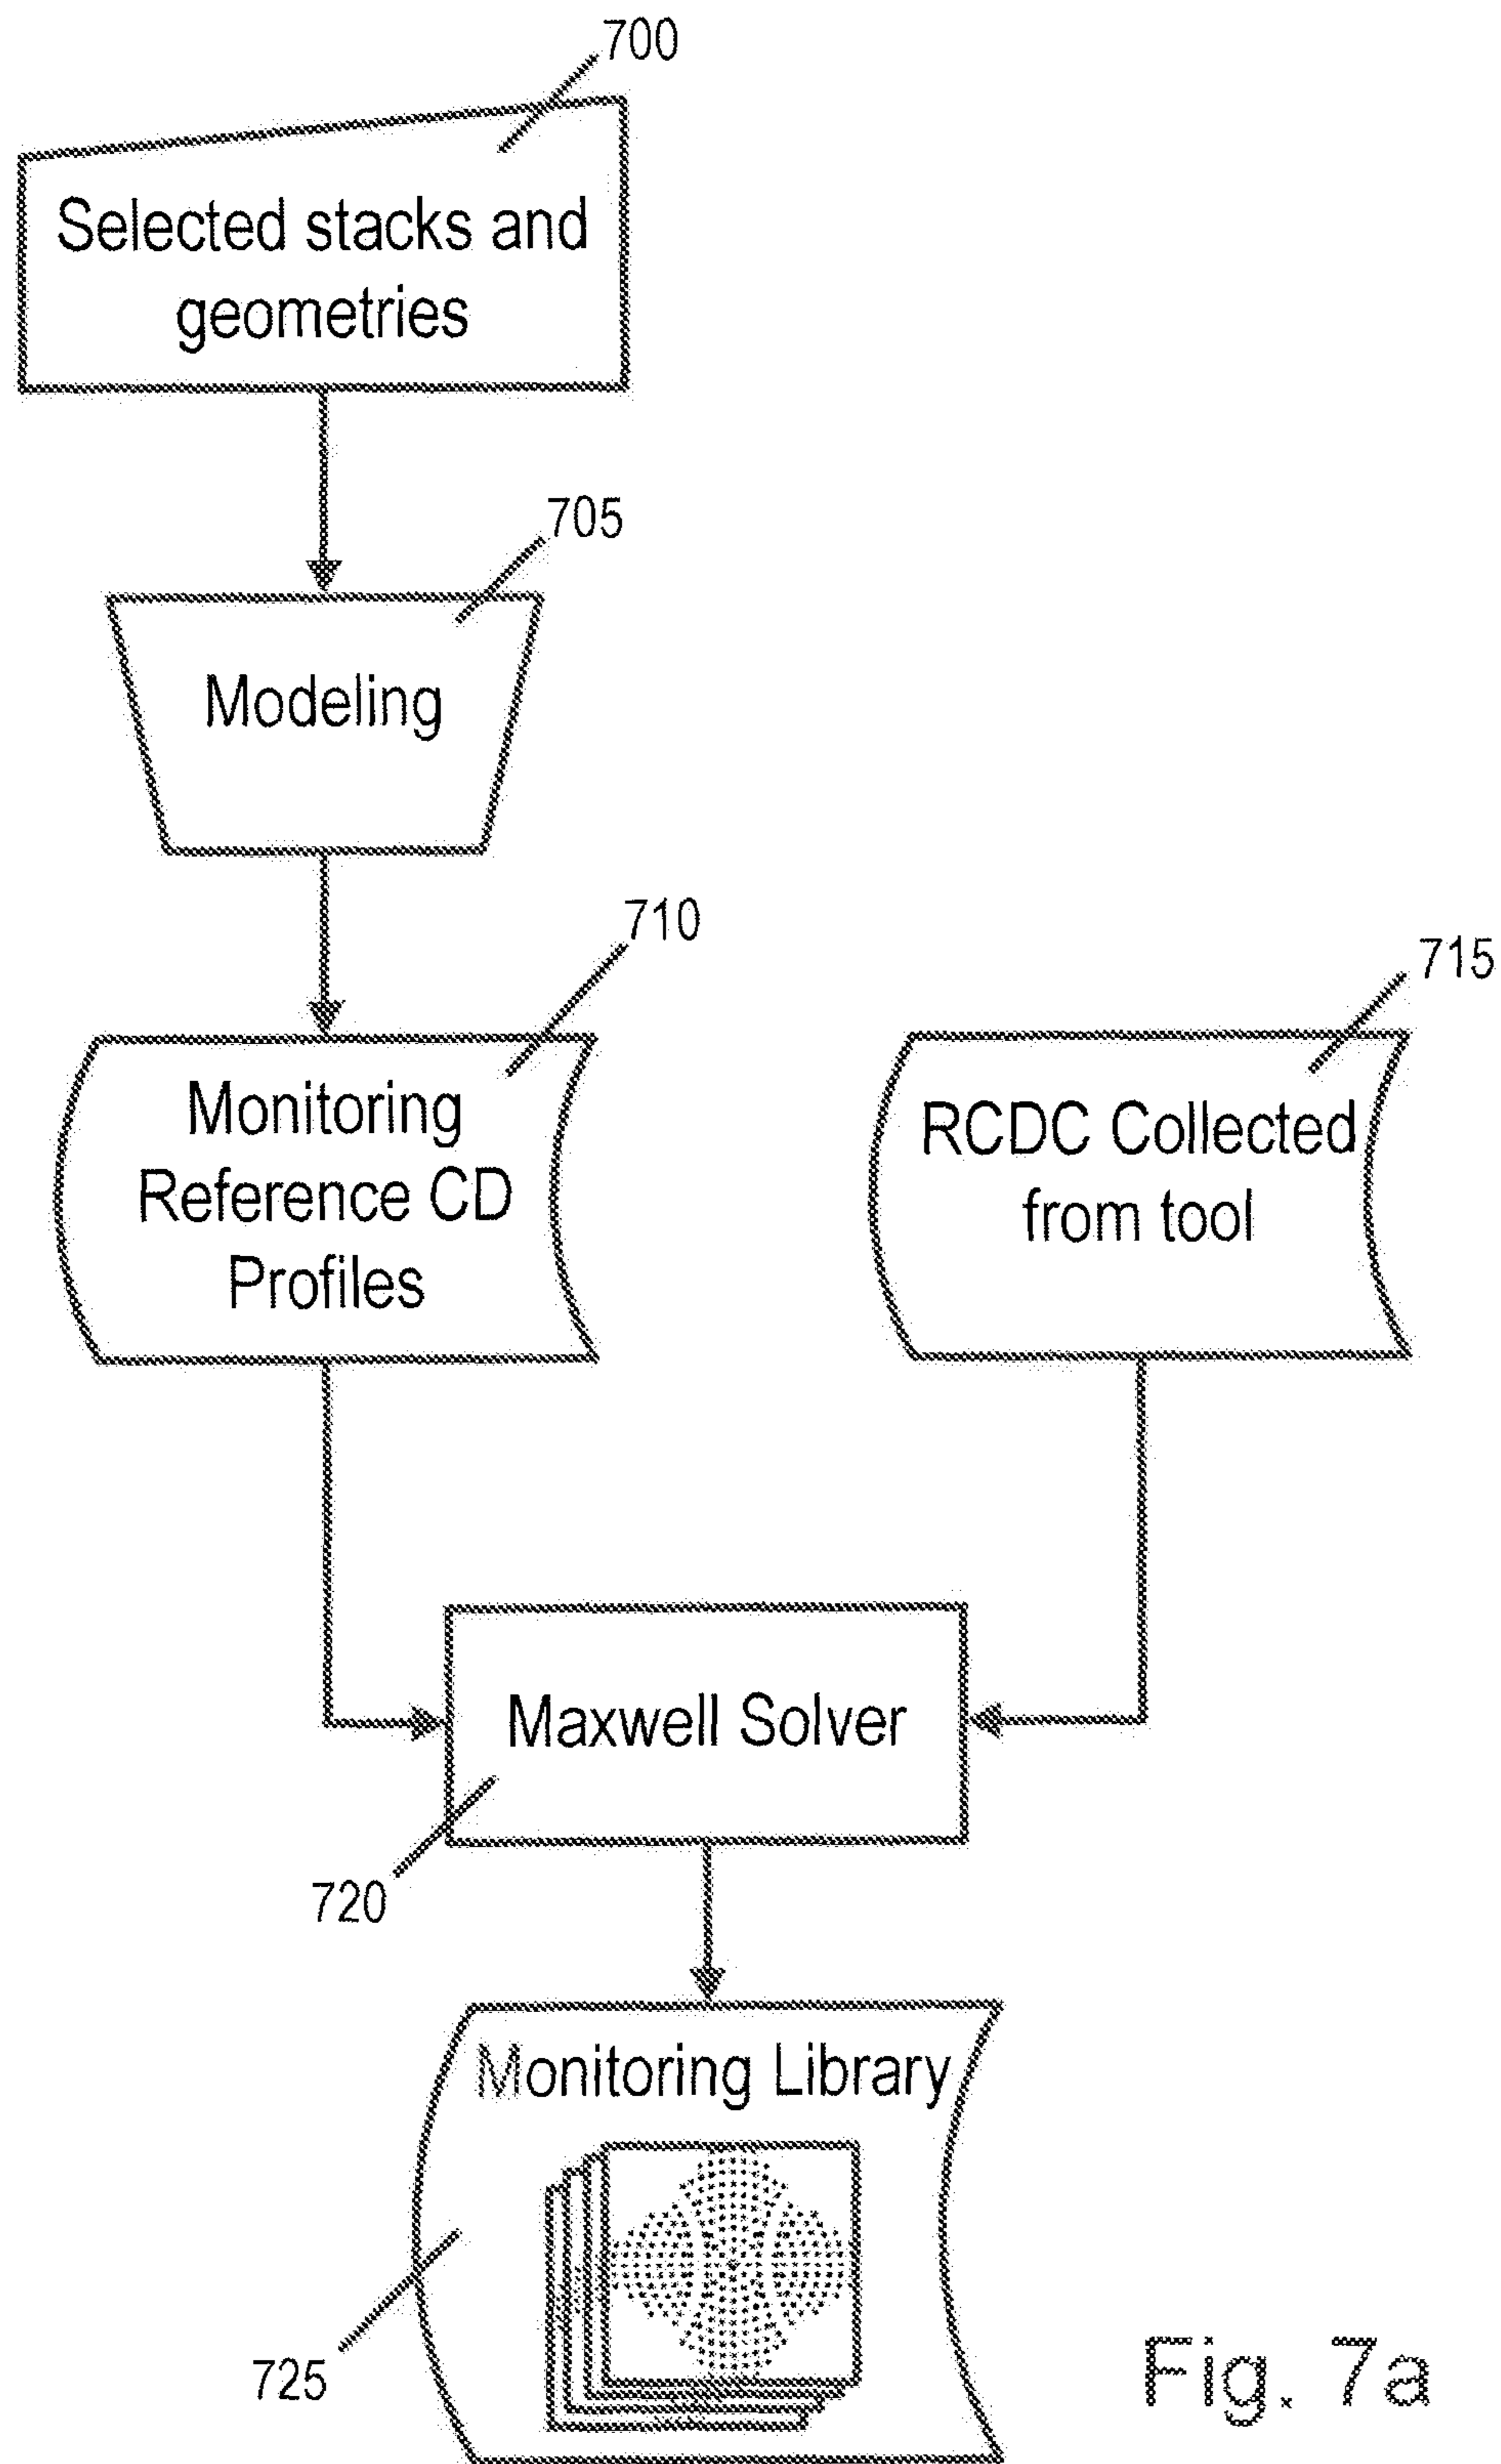 700
Selected stacks and
geometries
705
Modeling
710
Monitoring
Reference CD
Profiles
715
RCDC Collected
from tool
Maxwell Solver
720
Monitoring Library
725
Fig. 7a